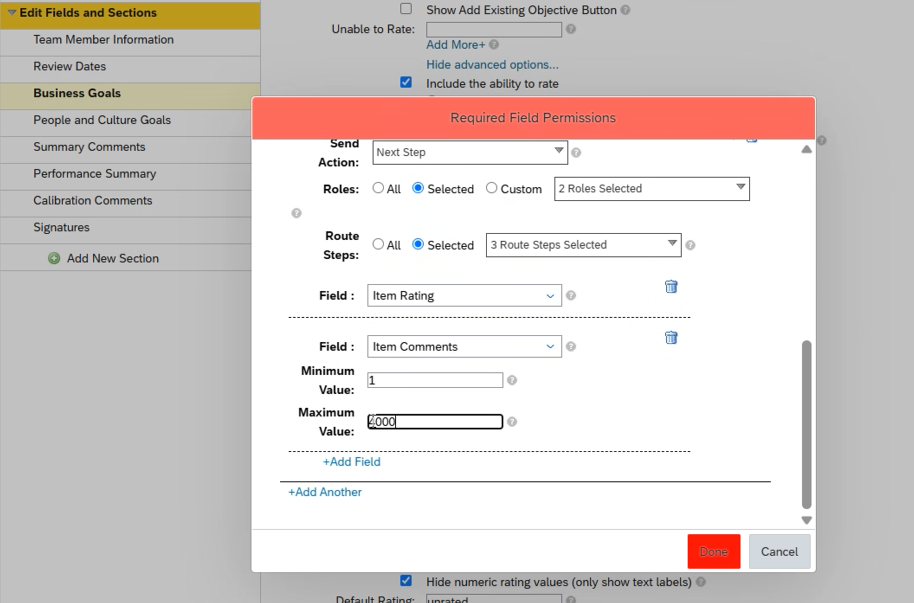 Edit Fields and Sections
Team Member Information
Review Dates
Business Goals
People and Culture Goals
Summary Comments
Performance Summary
Calibration Comments
Signatures
Add New Section
Show Add Existing Objective Button
Unable to Rate:
Add More+
Hide advanced options...
Include the ability to rate
Required Field Permissions
Send Action: Next Step
Roles: All Selected Custom 2 Roles Selected
Route Steps: All Selected 3 Route Steps Selected
Field : Item Rating
Field : Item Comments
Minimum Value: 1
Maximum Value: 4000
+Add Field
+Add Another
Done Cancel
Hide numeric rating values (only show text labels)
Default Rating: unrated